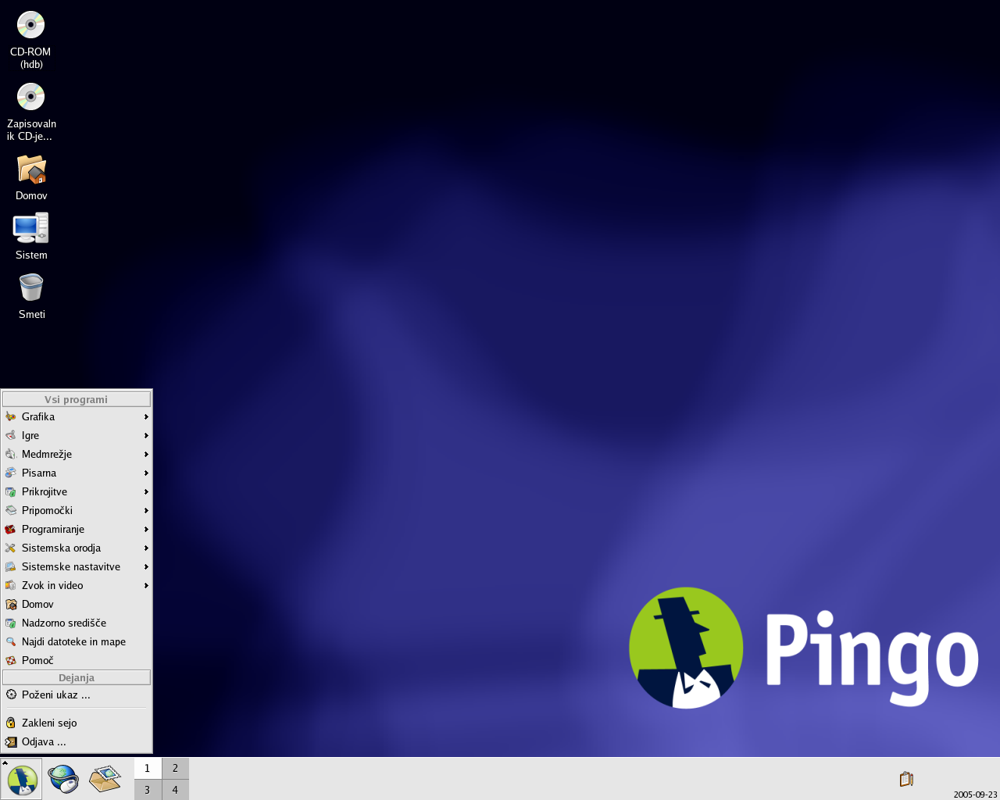 CD-ROM
(hdb)
Zapisovaln
ik CD-je...
Domov
Sistem
Smeti
Vsi programi
Grafika
Igre
Medmrežje
Pisarna
Prikrojitve
Pripomočki
Programiranje
Sistemska orodja
Sistemske nastavitve
Zvok in video
Domov
Nadzorno središče
Najdi datoteke in mape
Pomoč
Dejanja
Poženi ukaz ...
Zakleni sejo
Odjava ...
Pingo
1 2
3 4
2005-09-23